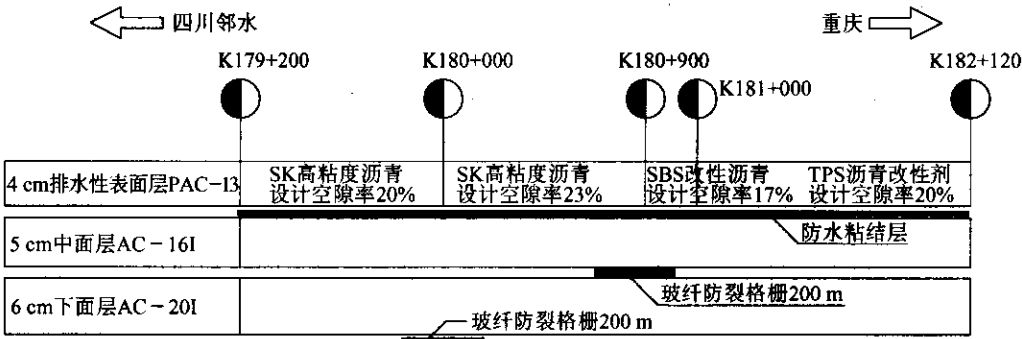 四川邻水
重庆
K179+200
K180+000
K180+900
K182+120
K181+000
4 cm排水性表面层PAC-13
SK高粘度沥青
设计空隙率20%
SK高粘度沥青
设计空隙率23%
SBS改性沥青
设计空隙率17%
TPS沥青改性剂
设计空隙率20%
防水粘结层
5 cm中面层AC-16I
玻纤防裂格栅200 m
6 cm下面层AC-20I
玻纤防裂格栅200 m